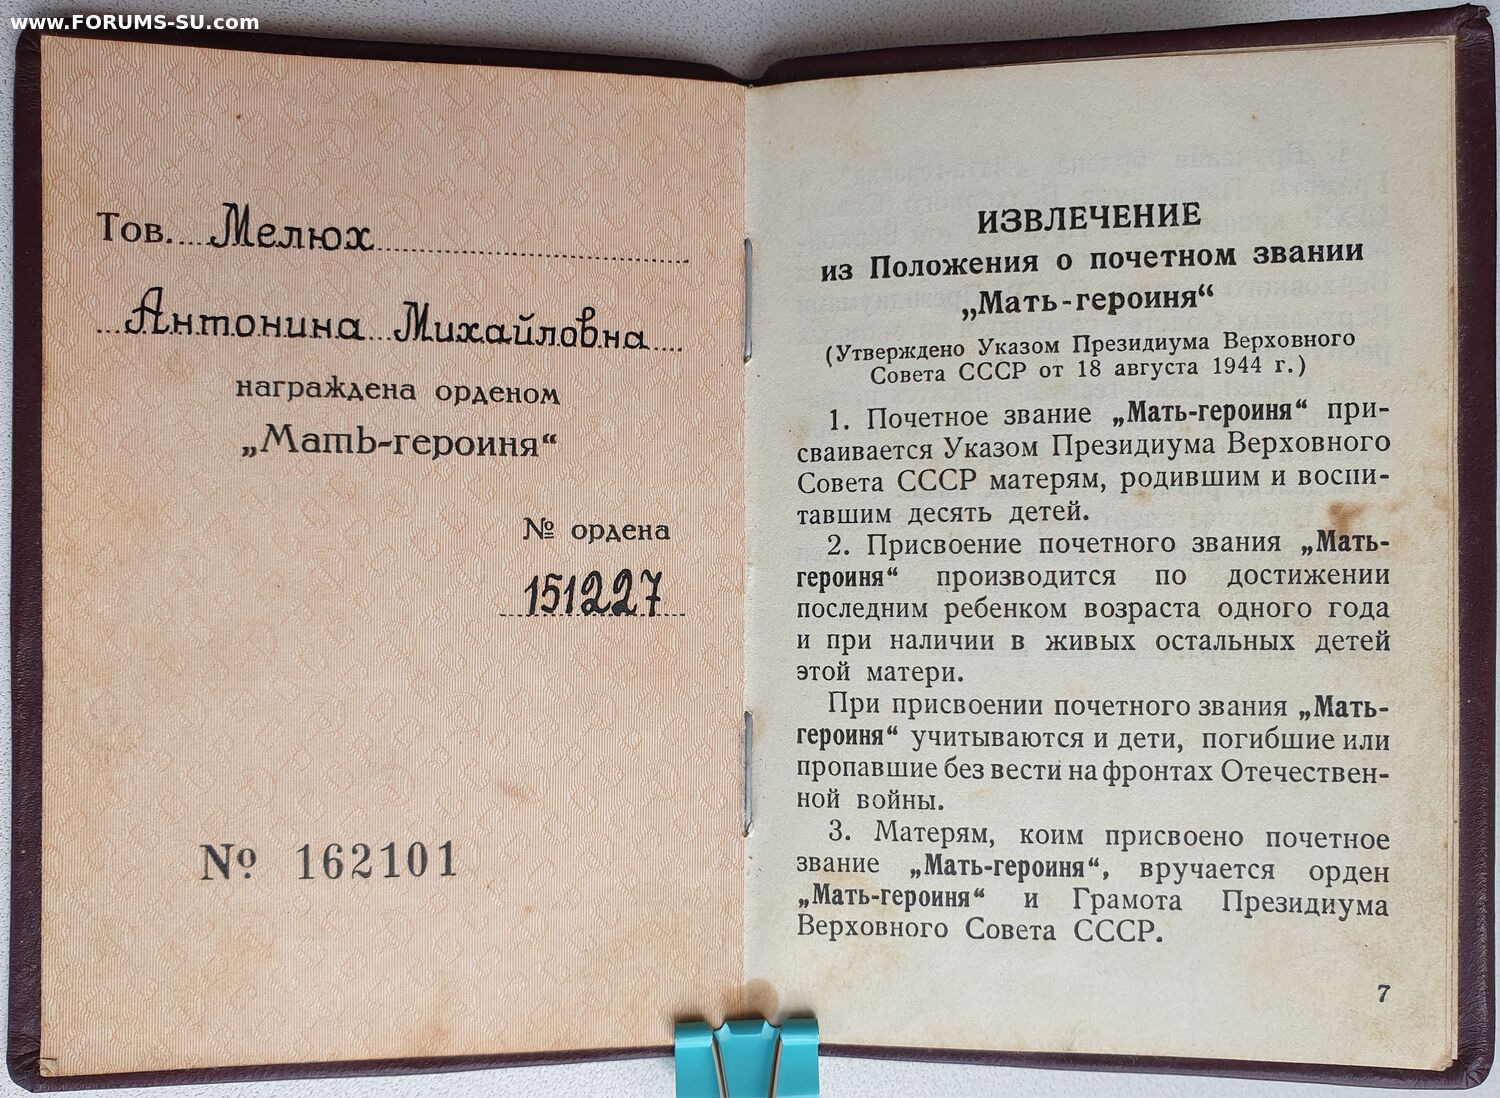 www.FORUMS-SU.com
Тов. Мелюх
Антонина Михайловна
награждена орденом
„Мать-героиня“
№ ордена
151227
№ 162101
ИЗВЛЕЧЕНИЕ
из Положения о почетном звании
„Мать-героиня“
(Утверждено Указом Президиума Верховного
Совета СССР от 18 августа 1944 г.)
1. Почетное звание „Мать-героиня“ при-
сваивается Указом Президиума Верховного
Совета СССР матерям, родившим и воспи-
тавшим десять детей.
2. Присвоение почетного звания „Мать-
героиня“ производится по достижении
последним ребенком возраста одного года
и при наличии в живых остальных детей
этой матери.
При присвоении почетного звания „Мать-
героиня“ учитываются и дети, погибшие или
пропавшие без вести на фронтах Отечествен-
ной войны.
3. Матерям, коим присвоено почетное
звание „Мать-героиня“, вручается орден
„Мать-героиня“ и Грамота Президиума
Верховного Совета СССР.
7